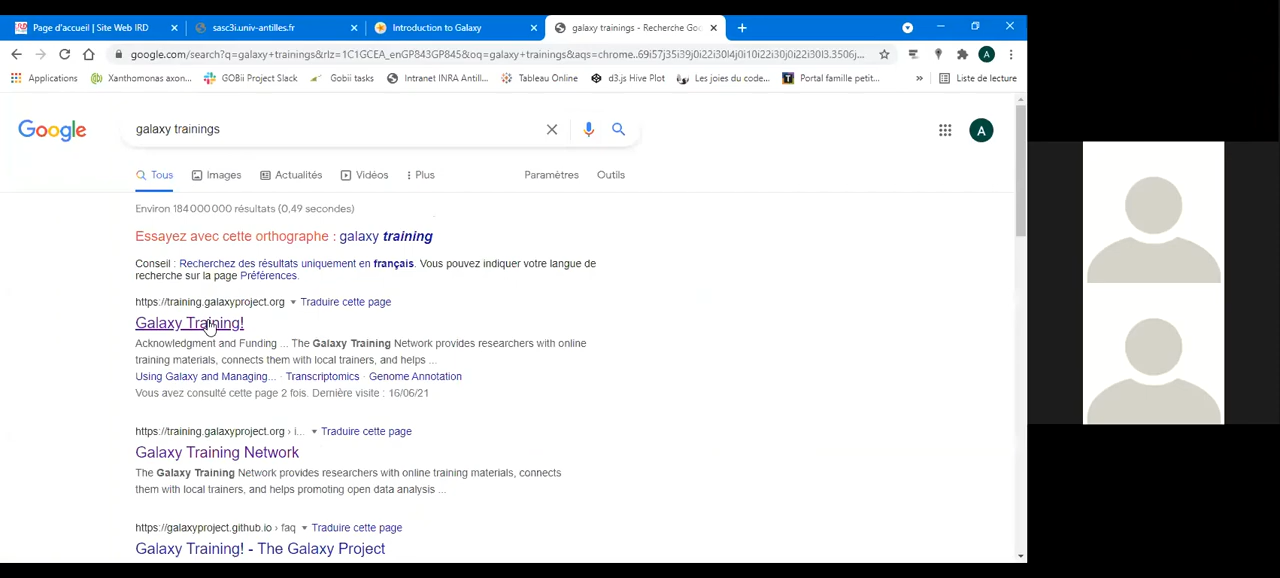 Page d'accueil | Site Web IRD
sasc3i.univ-antilles.fr
Introduction to Galaxy
galaxy trainings - Recherche Goo
google.com/search?q=galaxy+trainings&rlz=1C1GCEA_enGP843GP845&oq=galaxy+trainings&aqs=chrome..69i57j35i39j0i22i30l4j0i10i22i30j0i22i30l3.3506j...
Applications
Xanthomonas axon...
GOBii Project Slack
Gobii tasks
Intranet INRA Antill...
Tableau Online
d3.js Hive Plot
Les joies du code...
Portal famille petit...
»
Liste de lecture
Google
galaxy trainings
A
Tous
Images
Actualités
Vidéos
Plus
Paramètres
Outils
Environ 184 000 000 résultats (0,49 secondes)
Essayez avec cette orthographe : galaxy training
Conseil : Recherchez des résultats uniquement en français. Vous pouvez indiquer votre langue de
recherche sur la page Préférences.
https://training.galaxyproject.org Traduire cette page
Galaxy Training!
Acknowledgment and Funding ... The Galaxy Training Network provides researchers with online
training materials, connects them with local trainers, and helps ...
Using Galaxy and Managing... · Transcriptomics · Genome Annotation
Vous avez consulté cette page 2 fois. Dernière visite : 16/06/21
https://training.galaxyproject.org › i... Traduire cette page
Galaxy Training Network
The Galaxy Training Network provides researchers with online training materials, connects
them with local trainers, and helps promoting open data analysis ...
https://galaxyproject.github.io › faq Traduire cette page
Galaxy Training! - The Galaxy Project